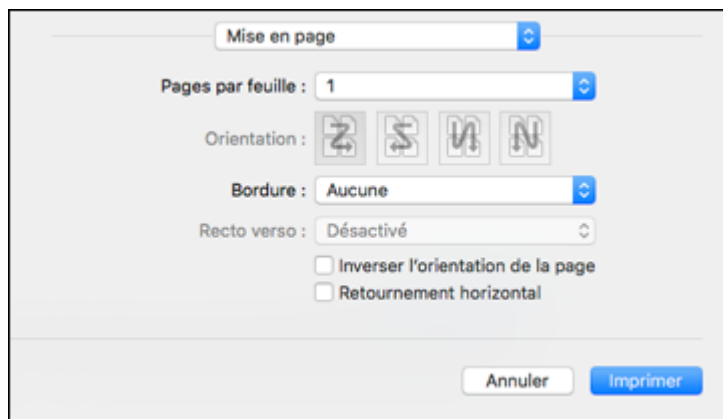 Mise en page
Pages par feuille : 1
Orientation :
Bordure : Aucune
Recto verso : Désactivé
Inverser l'orientation de la page
Retournement horizontal
Annuler Imprimer